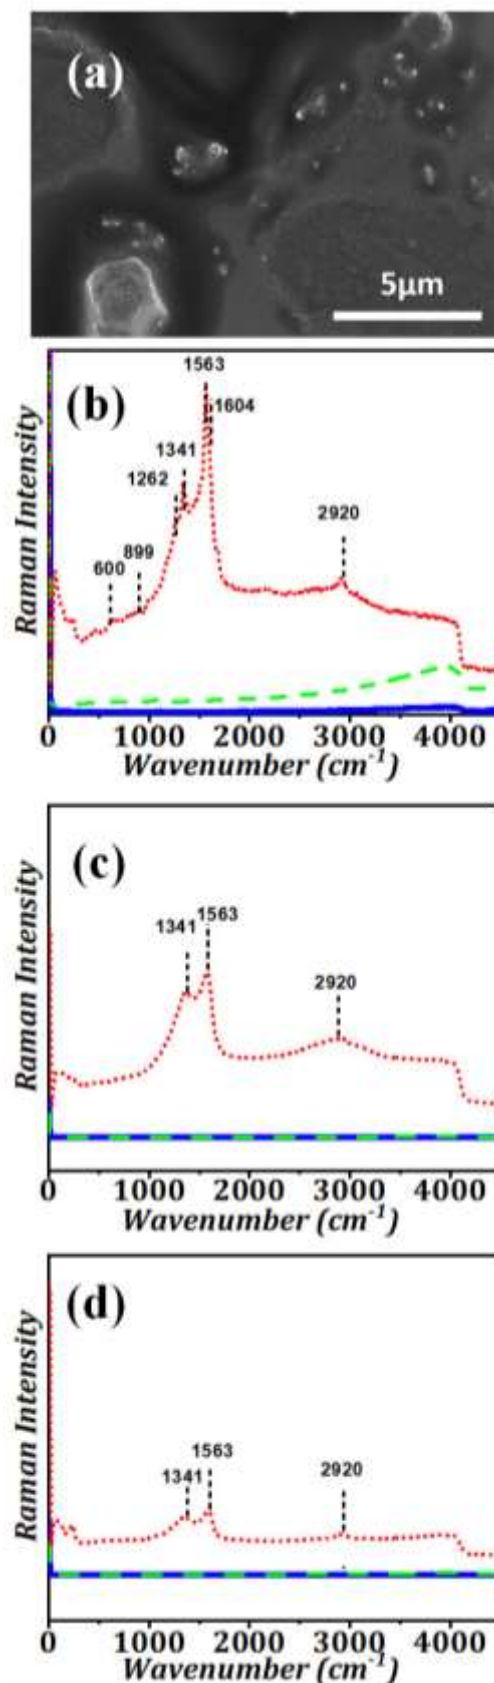 (a)
5μm
(b)
1563
1604
1341
1262
899
600
2920
Raman Intensity
0 1000 2000 3000 4000
Wavenumber (cm⁻¹)
(c)
1341
1563
2920
Raman Intensity
0 1000 2000 3000 4000
Wavenumber (cm⁻¹)
(d)
1563
1341
2920
Raman Intensity
0 1000 2000 3000 4000
Wavenumber (cm⁻¹)